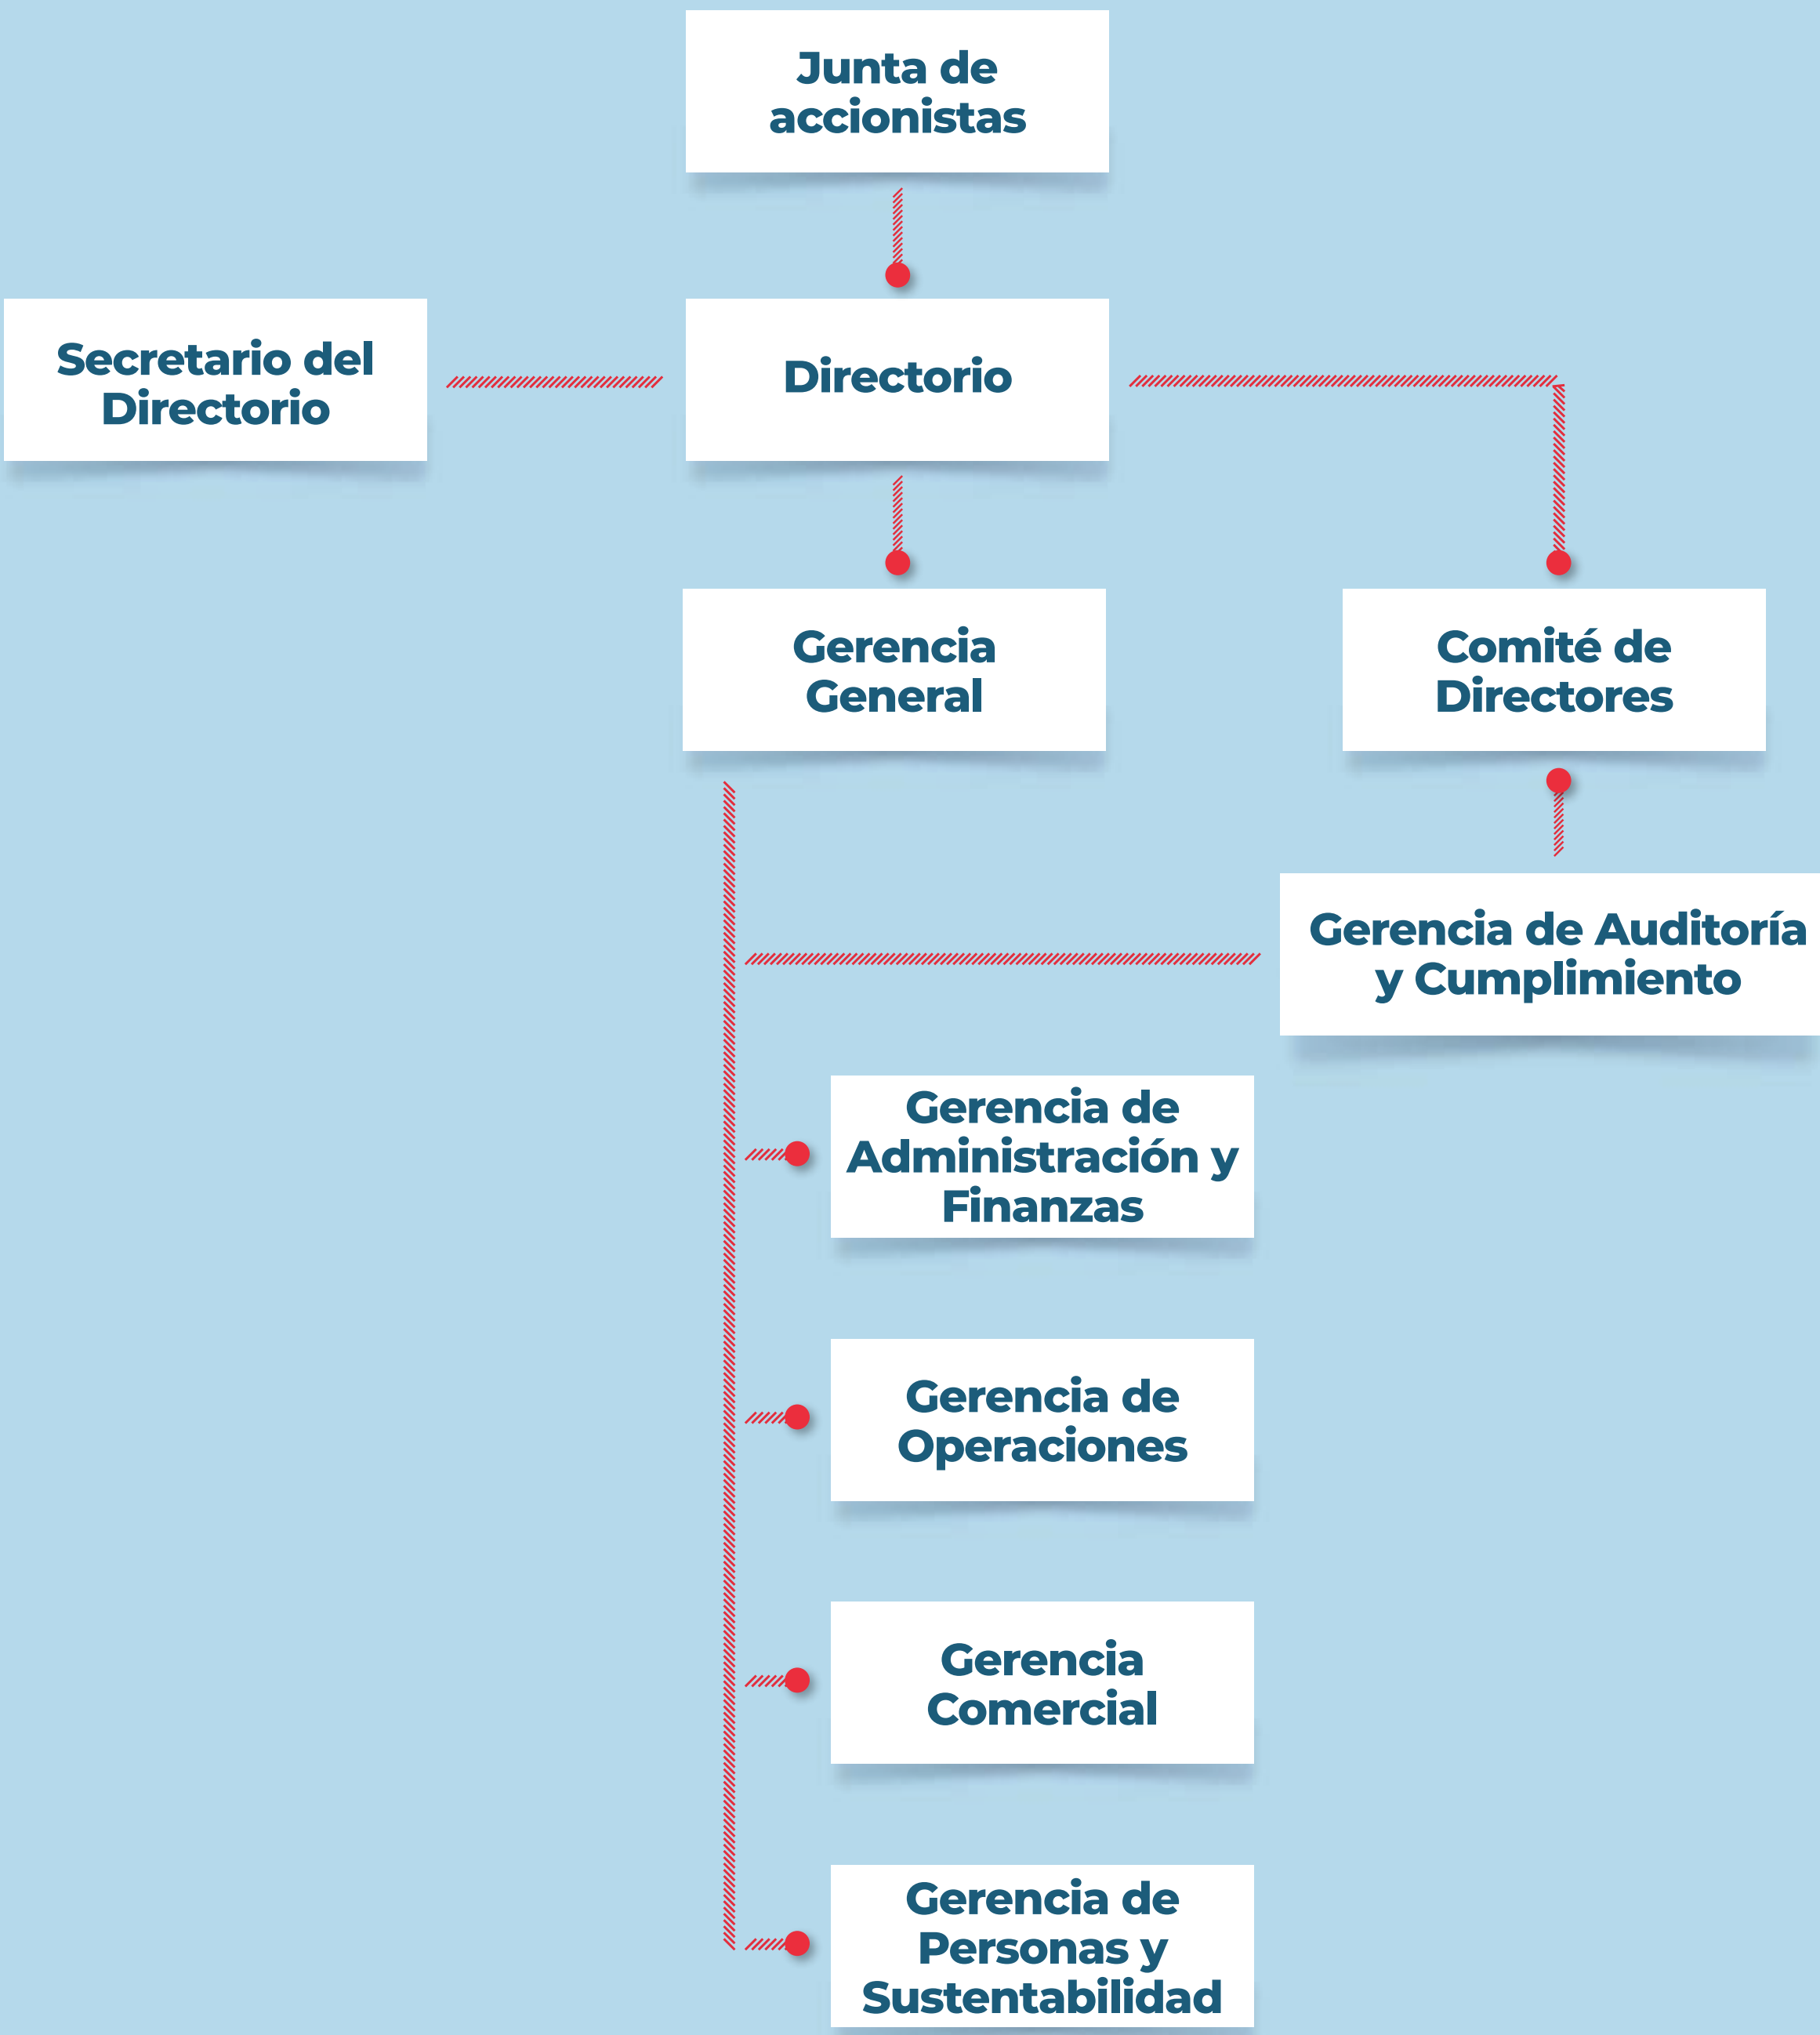 Junta de
accionistas
Secretario del
Directorio
Directorio
Gerencia
General
Comité de
Directores
Gerencia de Auditoría
y Cumplimiento
Gerencia de
Administración y
Finanzas
Gerencia de
Operaciones
Gerencia
Comercial
Gerencia de
Personas y
Sustentabilidad